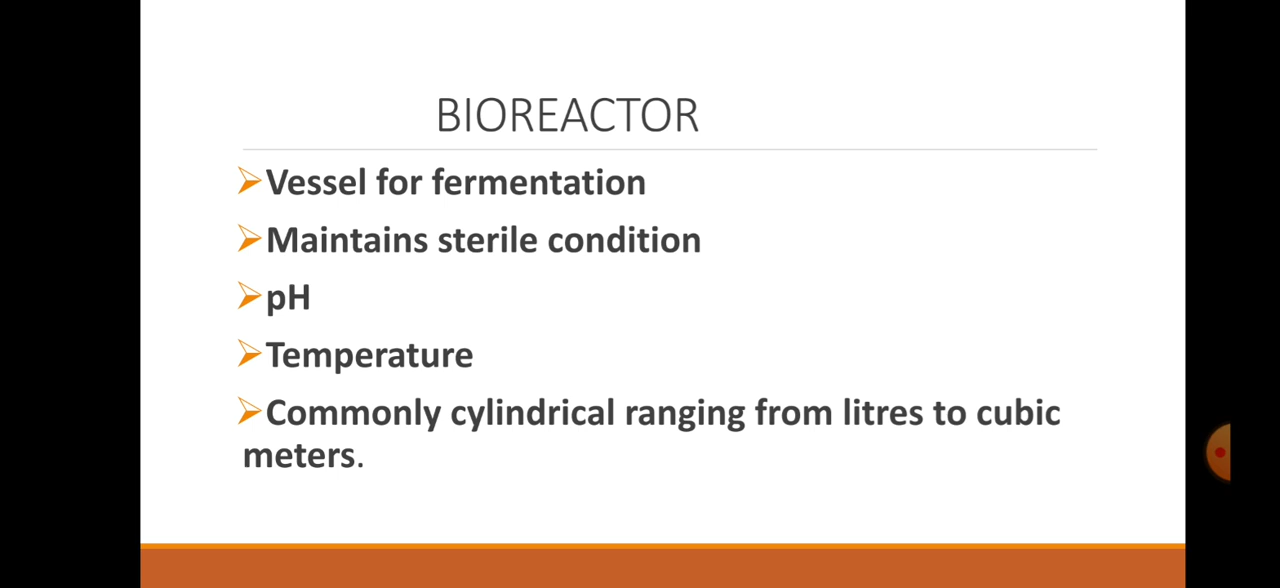 BIOREACTOR
➢Vessel for fermentation
➢Maintains sterile condition
➢pH
➢Temperature
➢Commonly cylindrical ranging from litres to cubic
meters.